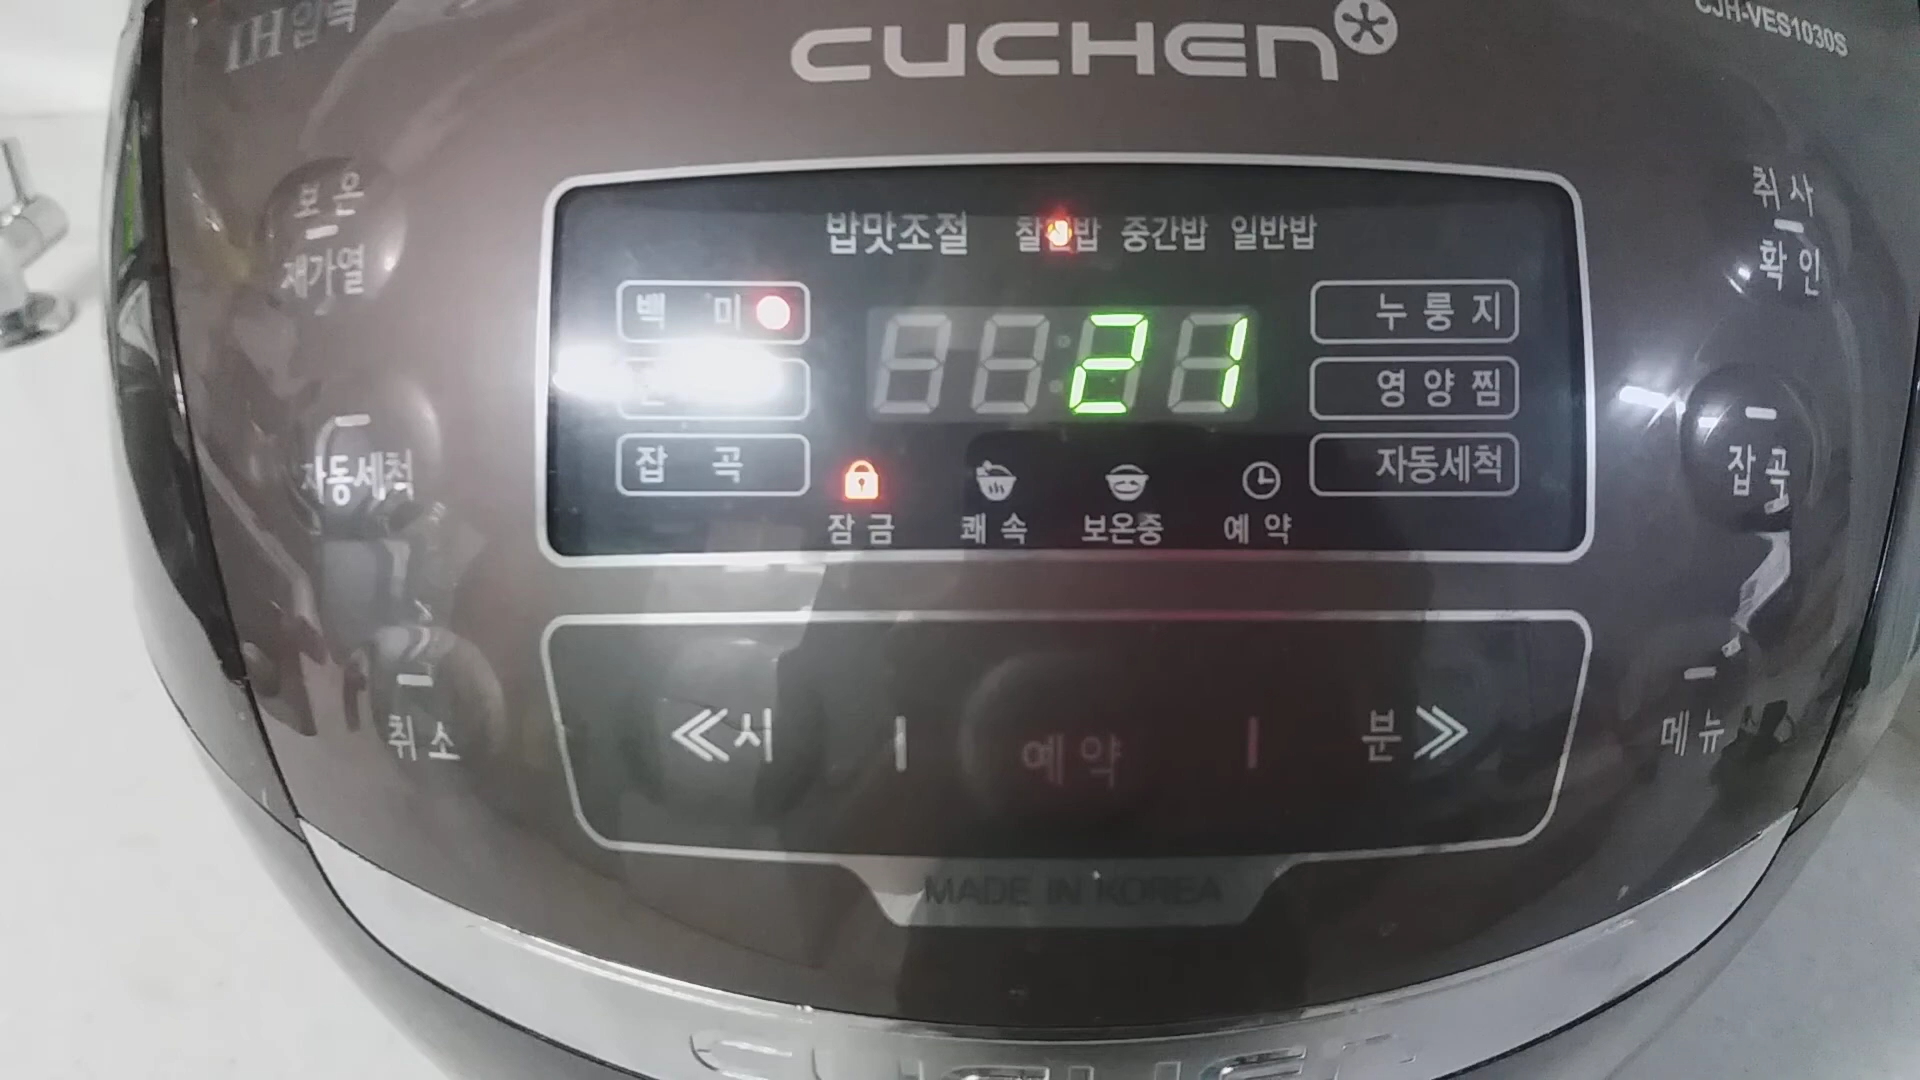 IH압력
CUCHEN
CJH-VES1030S
보온
재가열
취사
확인
밥맛조절 찰진밥 중간밥 일반밥
백미
누룽지
21
영양찜
잡곡
자동세척
잠금 쾌속 보온중 예약
자동세척
잡곡
취소
시
예약
분
메뉴
MADE IN KOREA
CUCHEN